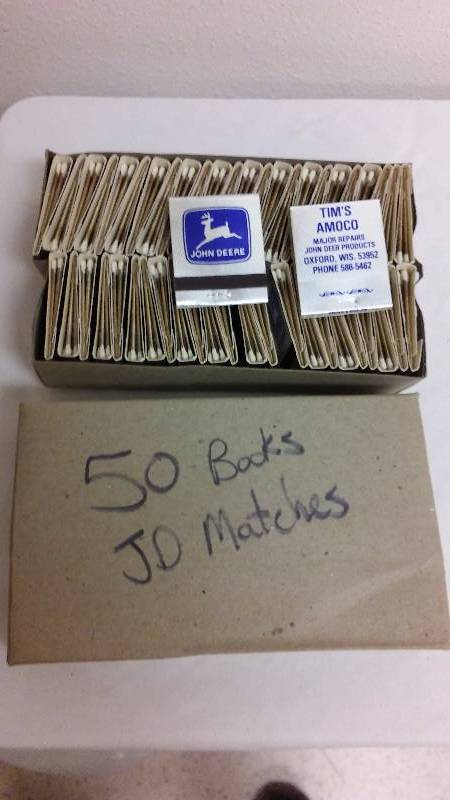 JOHN DEERE
TIM'S
AMOCO
MAJOR REPAIRS
JOHN DEER PRODUCTS
OXFORD, WIS. 53952
PHONE 586-5462
50 Books
JD Matches